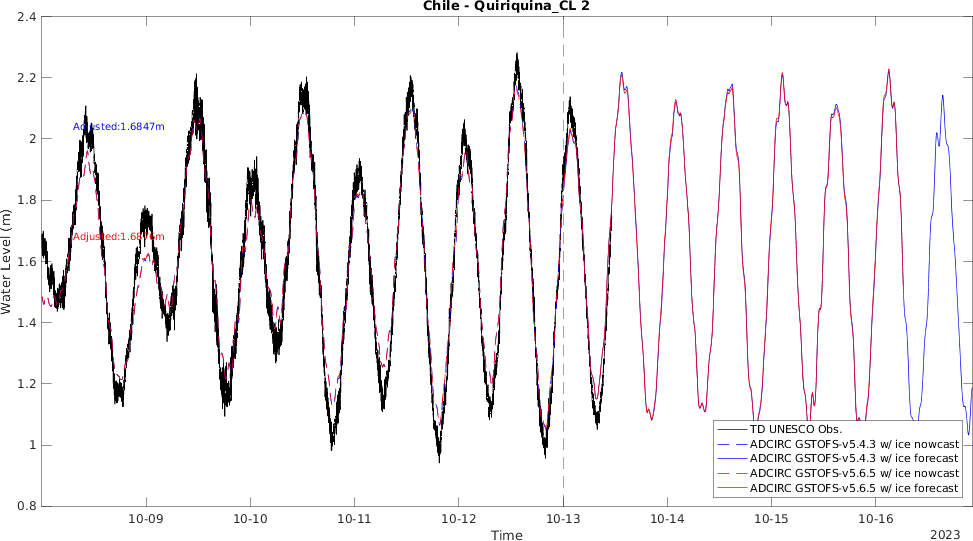 Chile - Quiriquina_CL 2
2.4
2.2
2
1.8
1.6
1.4
1.2
1
0.8
Water Level (m)
Adjusted:1.6847m
Adjusted:1.6876m
TD UNESCO Obs.
ADCIRC GSTOFS-v5.4.3 w/ ice nowcast
ADCIRC GSTOFS-v5.4.3 w/ ice forecast
ADCIRC GSTOFS-v5.6.5 w/ ice nowcast
ADCIRC GSTOFS-v5.6.5 w/ ice forecast
10-09 10-10 10-11 10-12 10-13 10-14 10-15 10-16
2023
Time